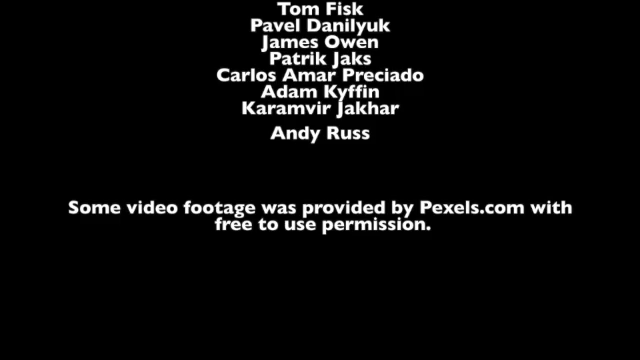 Tom Fisk
Pavel Danilyuk
James Owen
Patrik Jaks
Carlos Amar Preciado
Adam Kyffin
Karamvir Jakhar
Andy Russ
Some video footage was provided by Pexels.com with
free to use permission.